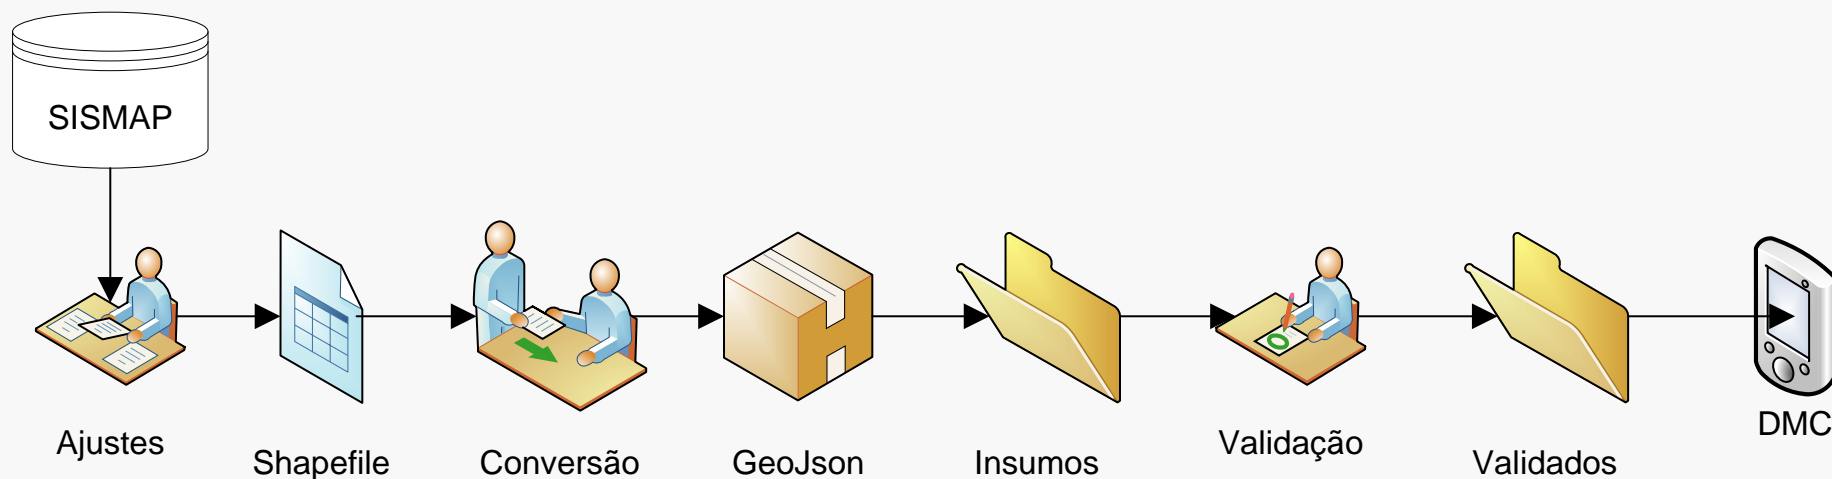 SISMAP
Ajustes
Shapefile
Conversão
GeoJson
Insumos
Validação
Validados
DMC